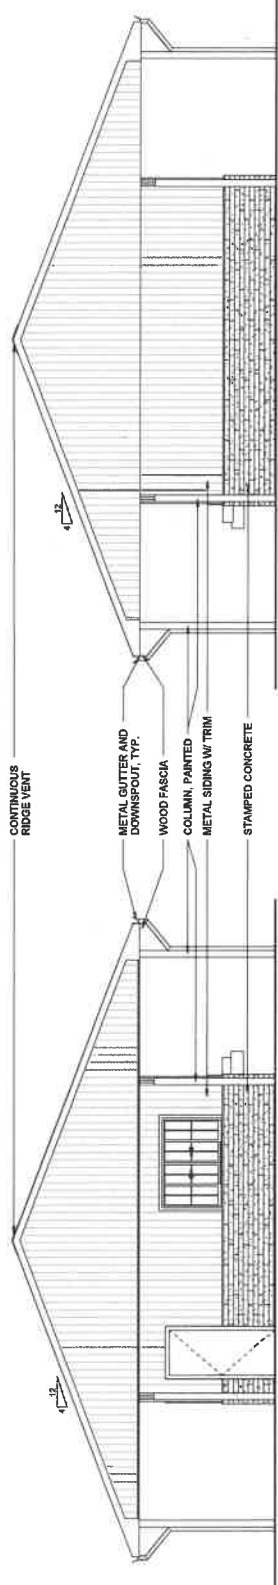 CONTINUOUS
RIDGE VENT
12
4
12
4
METAL GUTTER AND
DOWNSPOUT, TYP.
WOOD FASCIA
COLUMN, PAINTED
METAL SIDING W/ TRIM
STAMPED CONCRETE